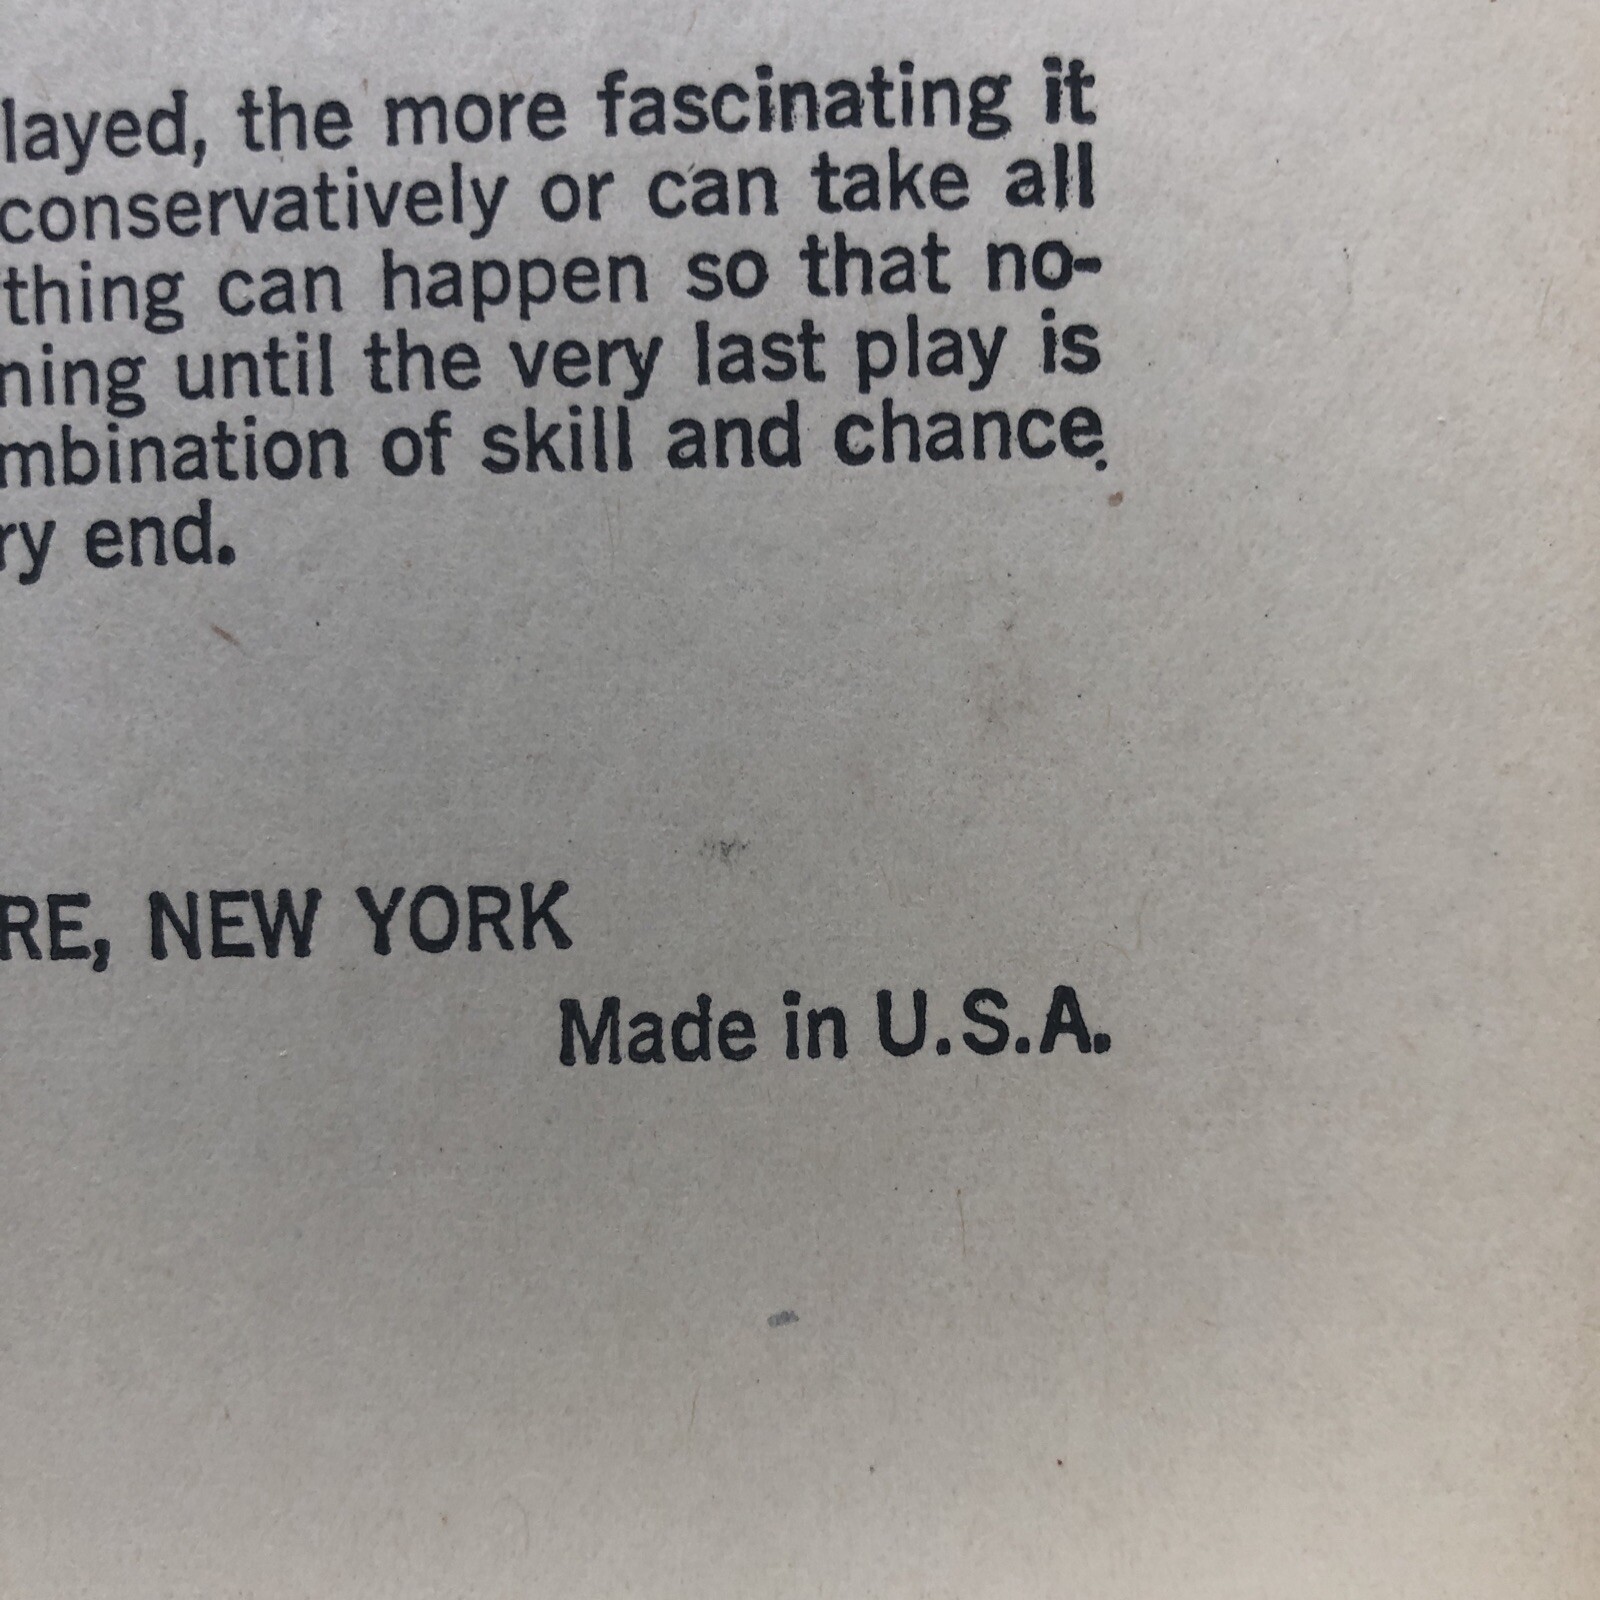 layed, the more fascinating it
conservatively or can take all
thing can happen so that no-
ning until the very last play is
mbination of skill and chance.
ry end.
RE, NEW YORK
Made in U.S.A.